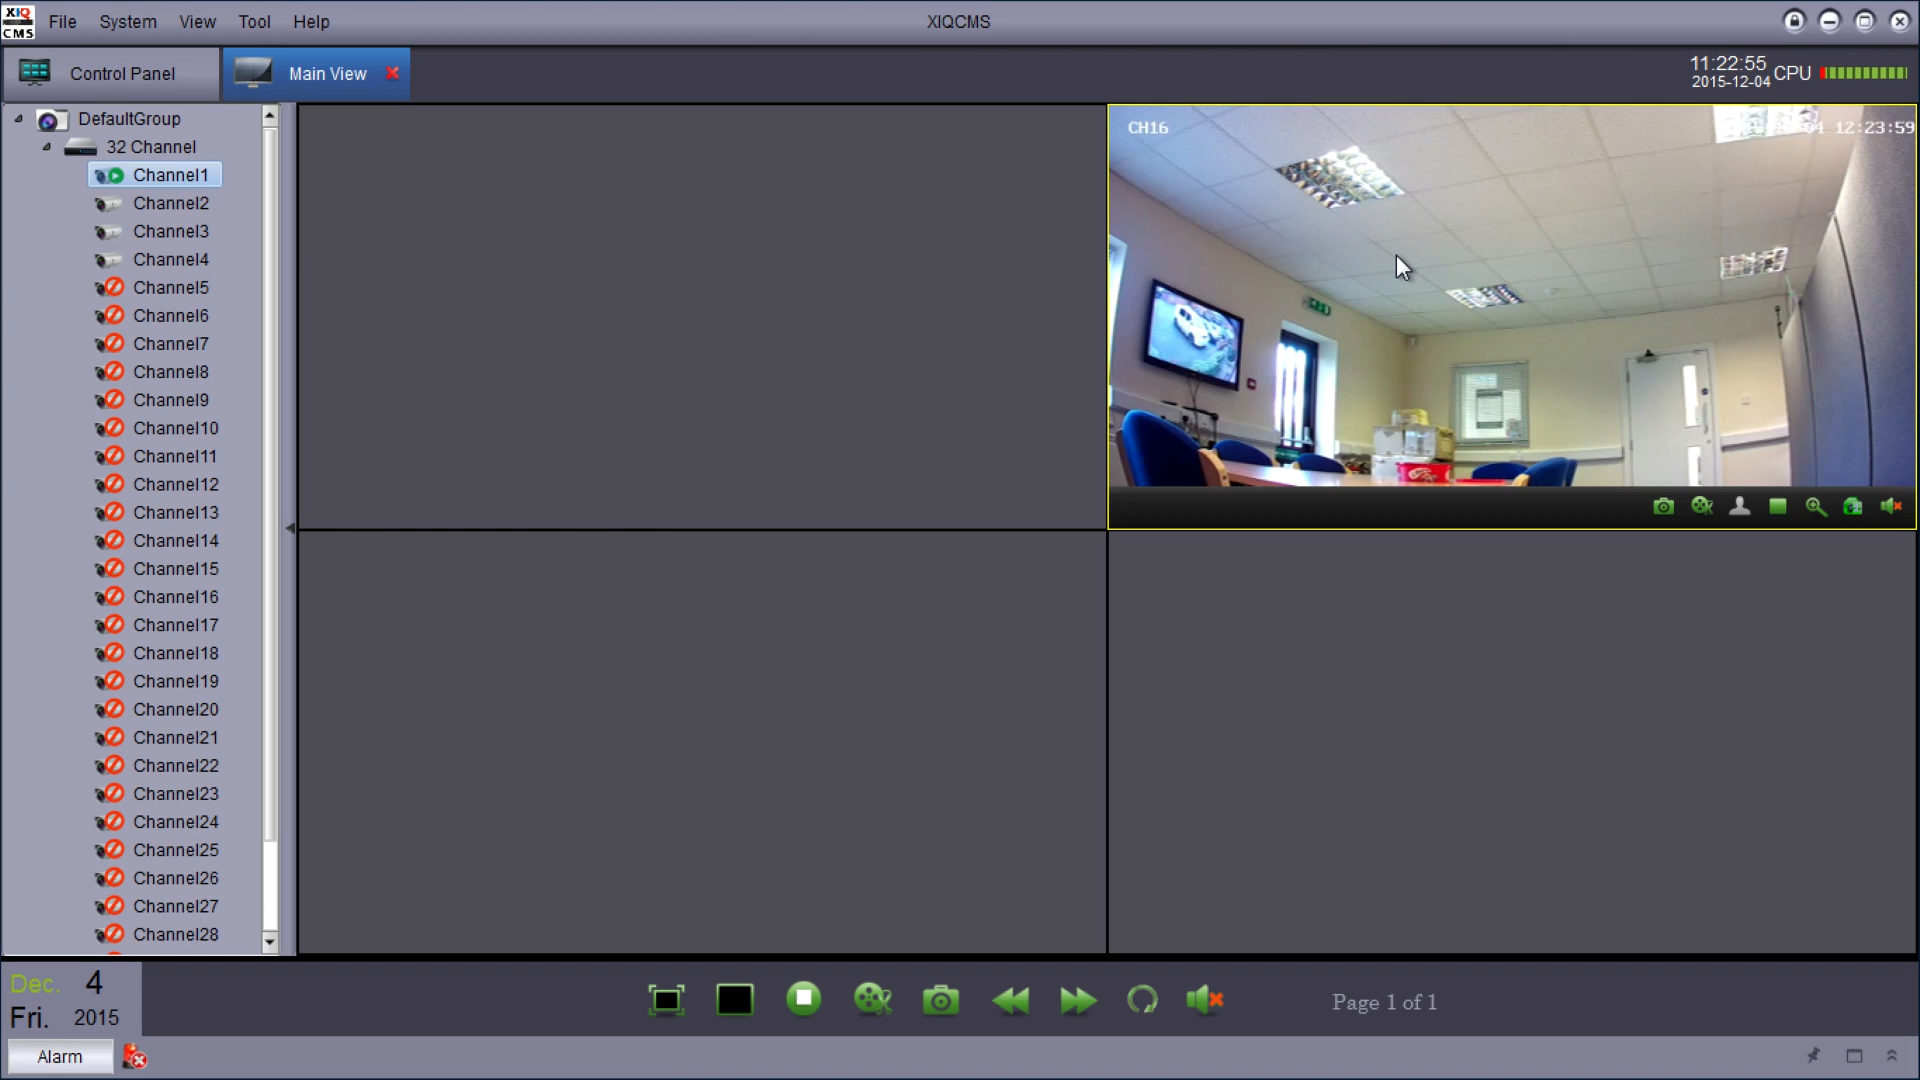 XIQ CMS
File System View Tool Help
XIQCMS
Control Panel
Main View
11:22:55
2015-12-04
CPU
DefaultGroup
32 Channel
Channel1
Channel2
Channel3
Channel4
Channel5
Channel6
Channel7
Channel8
Channel9
Channel10
Channel11
Channel12
Channel13
Channel14
Channel15
Channel16
Channel17
Channel18
Channel19
Channel20
Channel21
Channel22
Channel23
Channel24
Channel25
Channel26
Channel27
Channel28
CH16
12:23:59
Dec. 4
Fri. 2015
Page 1 of 1
Alarm